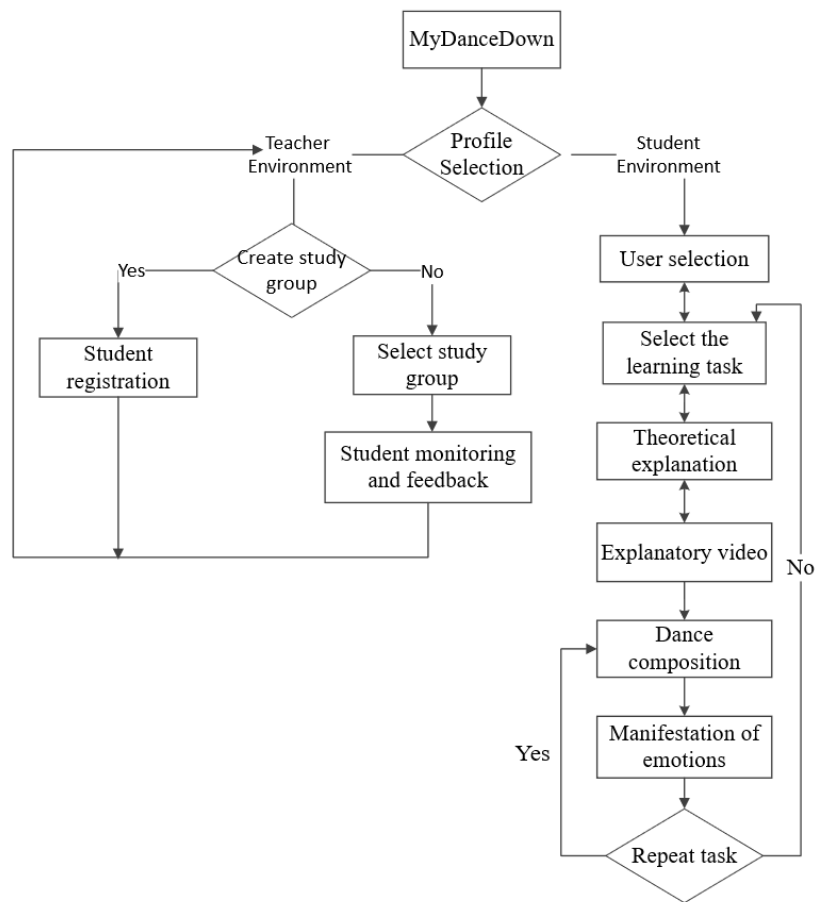 MyDanceDown
Profile
Selection
Teacher
Environment
Student
Environment
Create study
group
Yes
No
Student
registration
Select study
group
Student monitoring
and feedback
User selection
Select the
learning task
Theoretical
explanation
Explanatory video
No
Dance
composition
Manifestation of
emotions
Yes
Repeat task